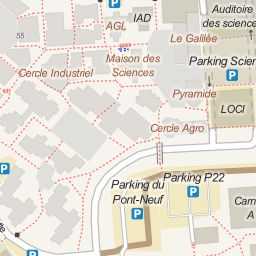 IAD
Auditoire
des science
AGL
55
Le Galilée
Maison des
Sciences
Parking Scien
P
Cercle Industriel
Pyramide
LOCI
Cercle Agro
P
Parking du
Pont-Neuf
P
Parking P22
P
Carn
A
P